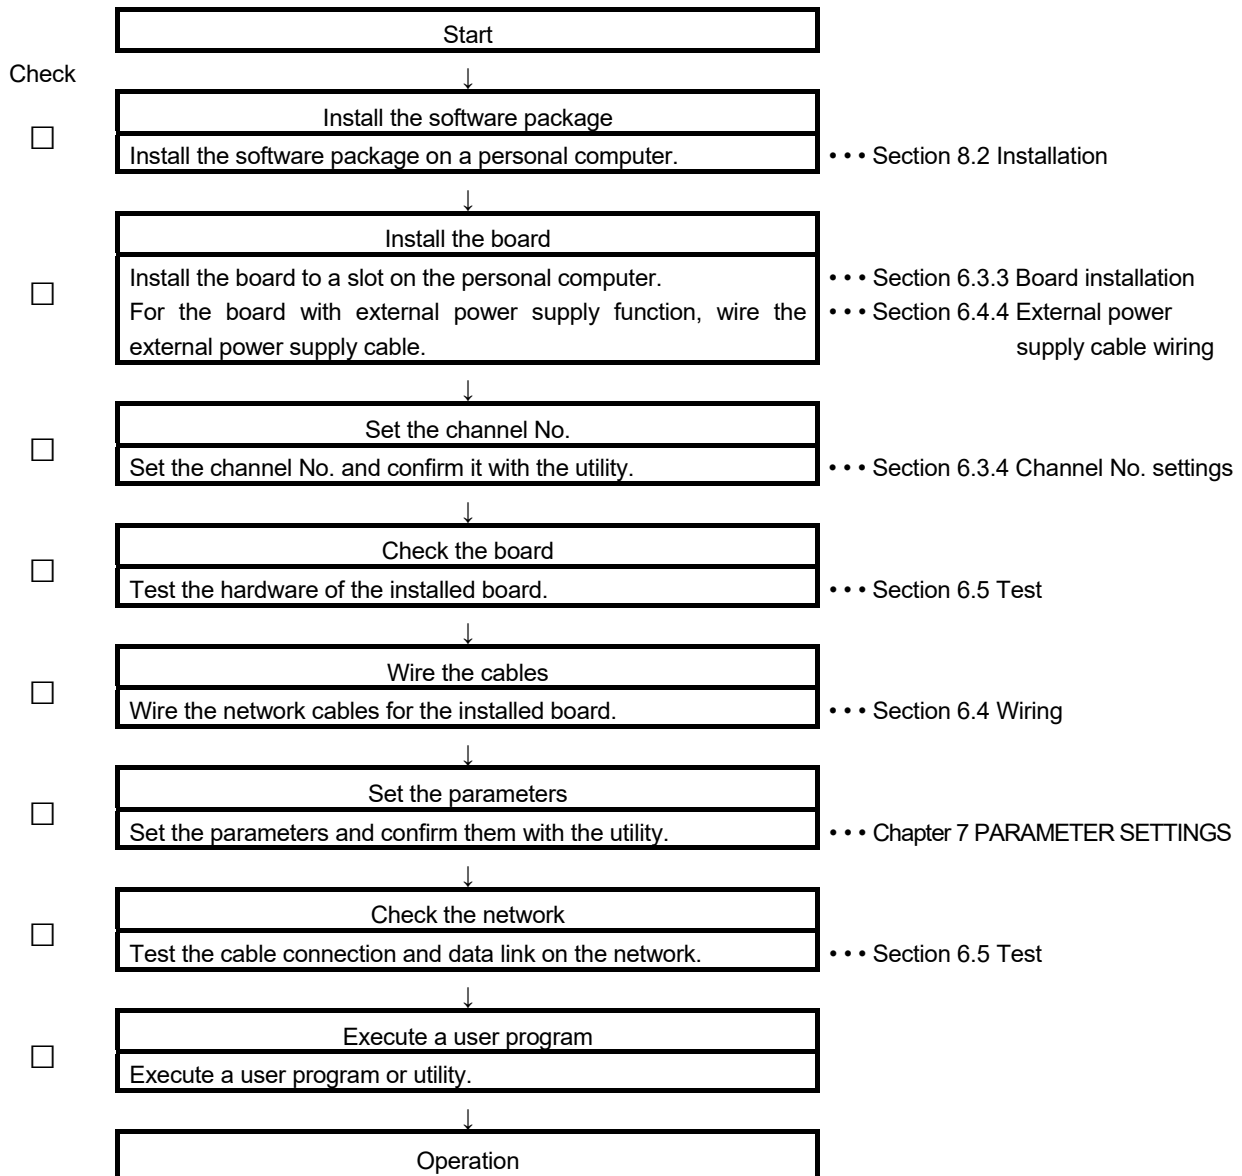 Start
Check
↓
Install the software package
□
Install the software package on a personal computer.
• • • Section 8.2 Installation
↓
Install the board
□
Install the board to a slot on the personal computer.
• • • Section 6.3.3 Board installation
For the board with external power supply function, wire the
• • • Section 6.4.4 External power
external power supply cable.
supply cable wiring
↓
Set the channel No.
□
Set the channel No. and confirm it with the utility.
• • • Section 6.3.4 Channel No. settings
↓
Check the board
□
Test the hardware of the installed board.
• • • Section 6.5 Test
↓
Wire the cables
□
Wire the network cables for the installed board.
• • • Section 6.4 Wiring
↓
Set the parameters
□
Set the parameters and confirm them with the utility.
• • • Chapter 7 PARAMETER SETTINGS
↓
Check the network
□
Test the cable connection and data link on the network.
• • • Section 6.5 Test
↓
Execute a user program
□
Execute a user program or utility.
↓
Operation